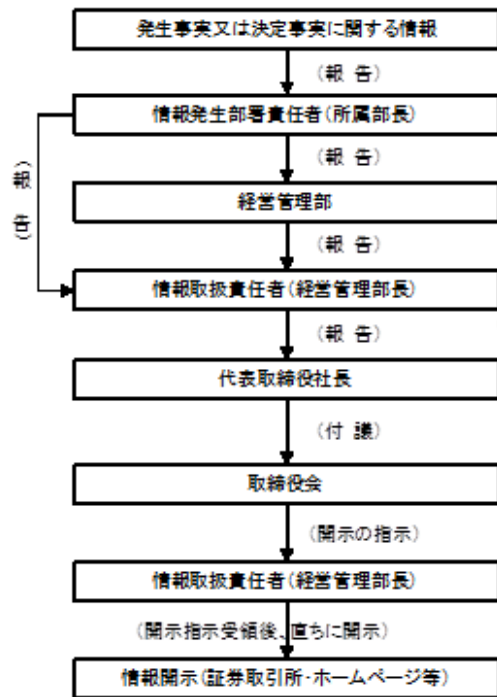 発生事実又は決定事実に関する情報
(報 告)
情報発生部署責任者(所属部長)
(報 告)
(報 告)
経営管理部
(報 告)
情報取扱責任者(経営管理部長)
(報 告)
代表取締役社長
(付 議)
取締役会
(開示の指示)
情報取扱責任者(経営管理部長)
(開示指示受領後、直ちに開示)
情報開示(証券取引所・ホームページ等)